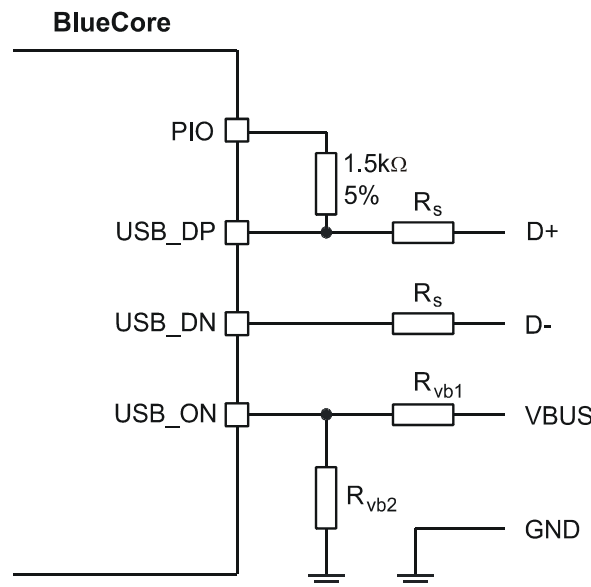 BlueCore
PIO
1.5kΩ
5%
USB_DP
Rs
D+
USB_DN
Rs
D-
USB_ON
Rvb1
VBUS
Rvb2
GND